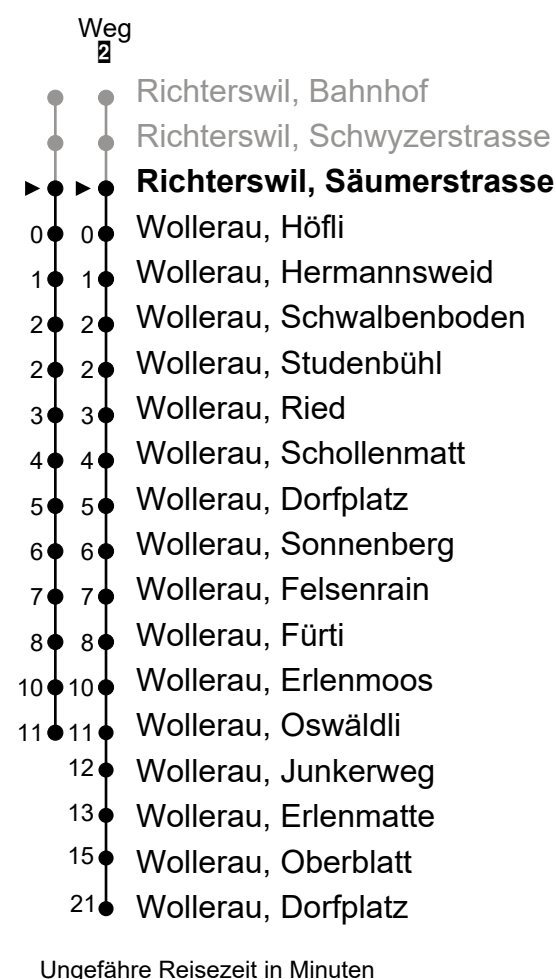 Weg
2
Richterswil, Bahnhof
Richterswil, Schwyzerstrasse
Richterswil, Säumerstrasse
0 0 Wollerau, Höfli
1 1 Wollerau, Hermannsweid
2 2 Wollerau, Schwalbenboden
2 2 Wollerau, Studenbühl
3 3 Wollerau, Ried
4 4 Wollerau, Schollenmatt
5 5 Wollerau, Dorfplatz
6 6 Wollerau, Sonnenberg
7 7 Wollerau, Felsenrain
8 8 Wollerau, Fürti
10 10 Wollerau, Erlenmoos
11 11 Wollerau, Oswäldli
12 Wollerau, Junkerweg
13 Wollerau, Erlenmatte
15 Wollerau, Oberblatt
21 Wollerau, Dorfplatz
Ungefähre Reisezeit in Minuten